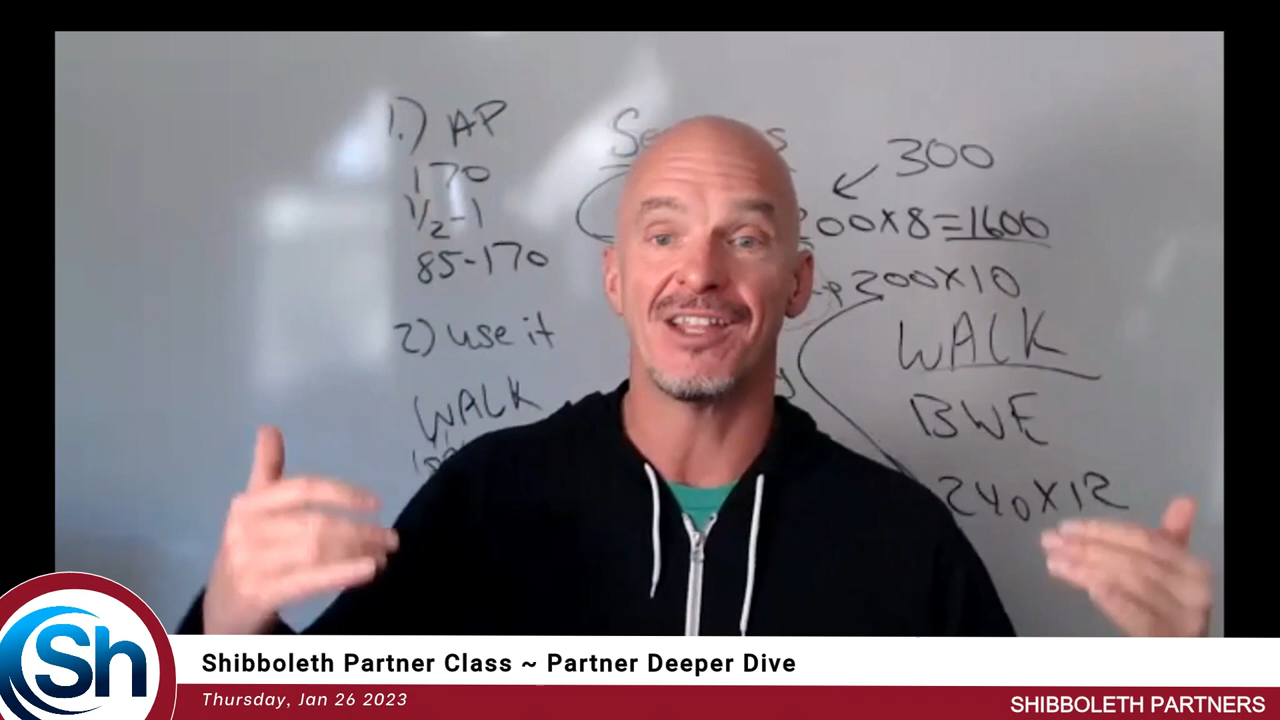 1.) AP
170
1/2-1
85-170
2) use it
WALK
300
200X8=1600
200X10
WALK
BWE
240X12
Sh
Shibboleth Partner Class ~ Partner Deeper Dive
Thursday, Jan 26 2023
SHIBBOLETH PARTNERS